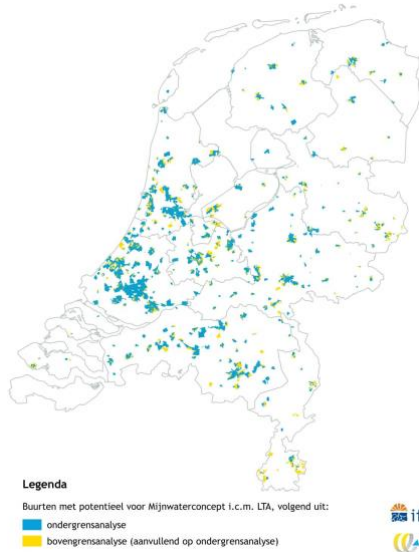 Legenda
Buurten met potentieel voor Mijnwaterconcept i.c.m. LTA, volgend uit:
ondergrensanalyse
bovengrensanalyse (aanvullend op ondergrensanalyse)